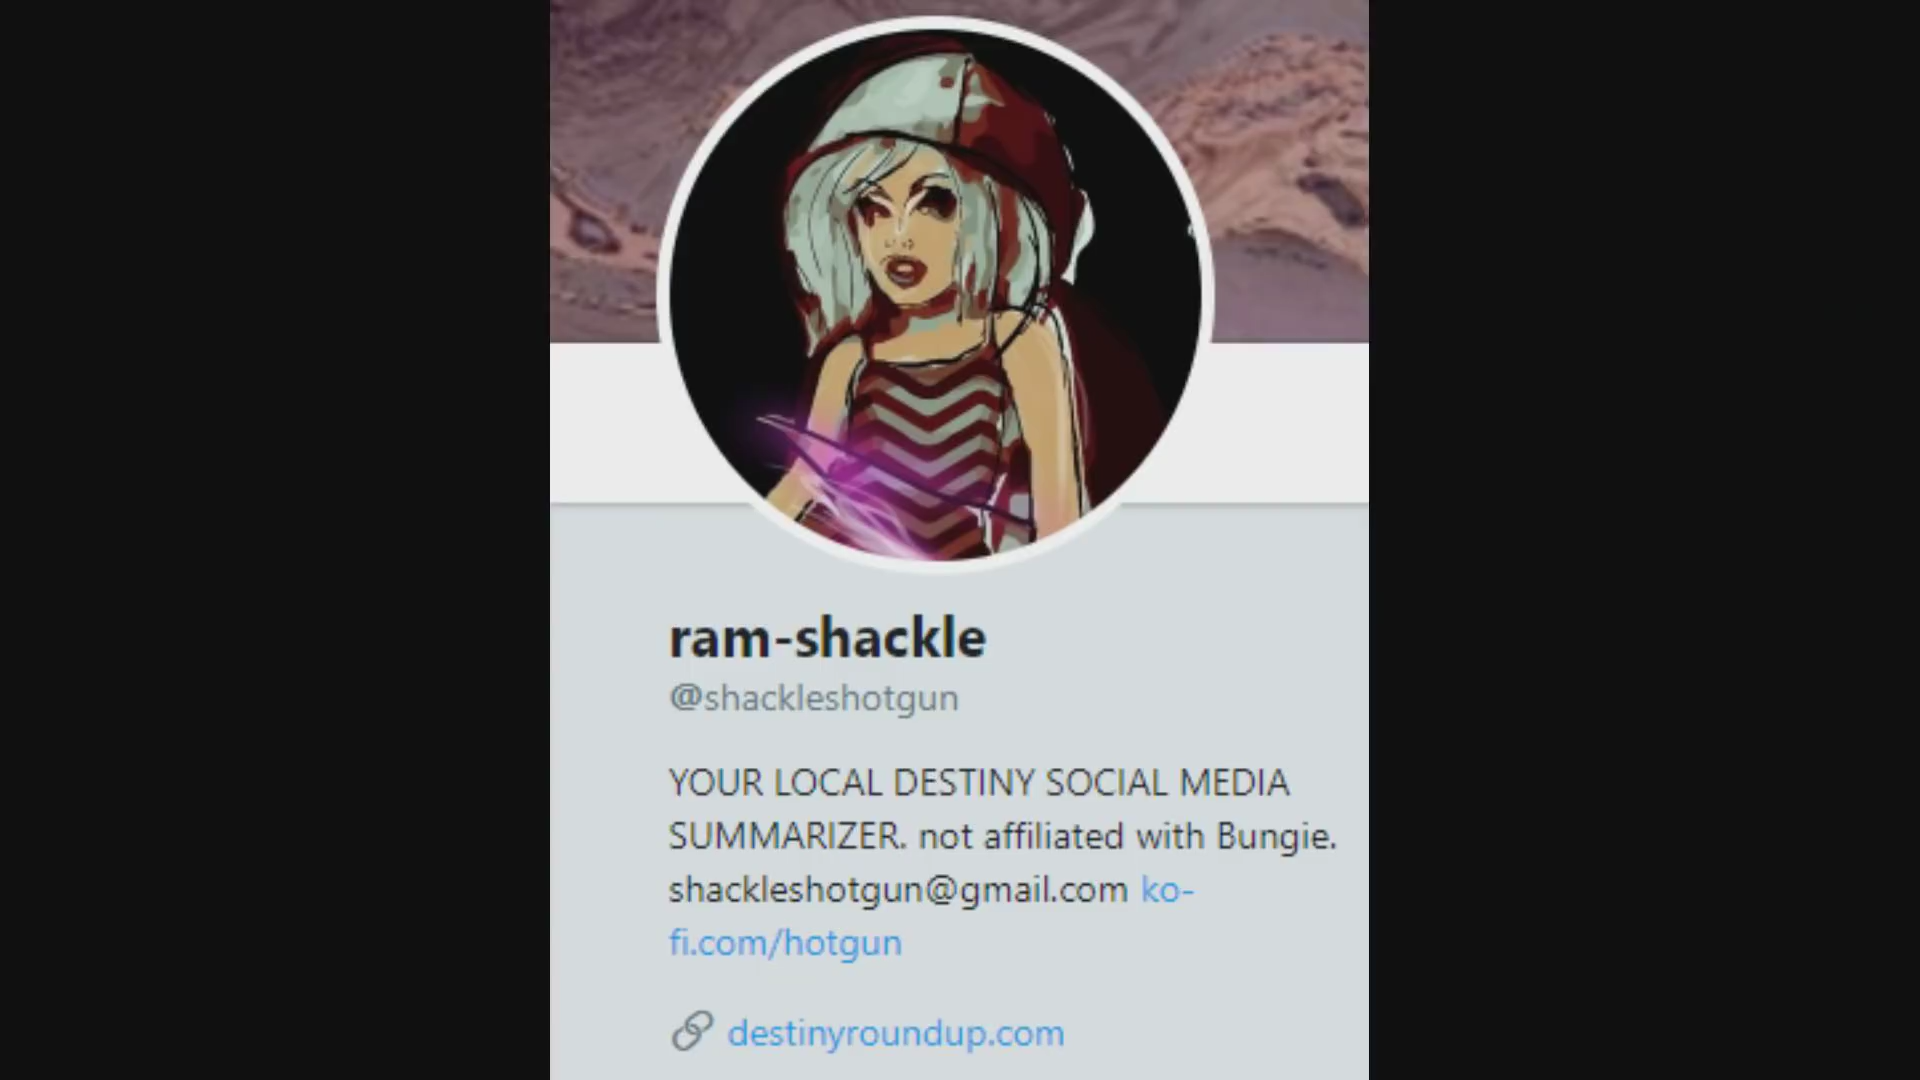 ram-shackle
@shackleshotgun
YOUR LOCAL DESTINY SOCIAL MEDIA
SUMMARIZER. not affiliated with Bungie.
shackleshotgun@gmail.com ko-
fi.com/hotgun
destinyroundup.com